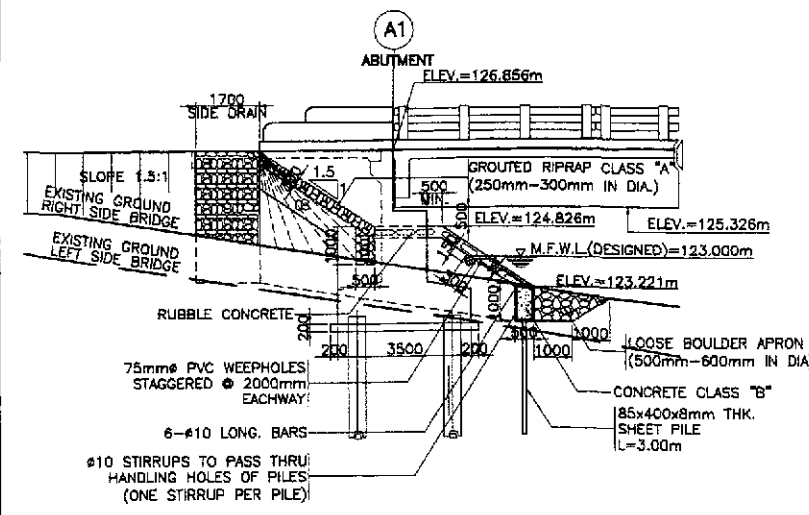 A1
ABUTMENT
ELEV.=126.856m
1700
SIDE DRAIN
SLOPE 1.5:1
1.5
1
GROUTED RIPRAP CLASS "A"
(250mm-300mm IN DIA.)
500
MIN.
500
EXISTING GROUND
RIGHT SIDE BRIDGE
ELEV.=124.826m
ELEV.=125.326m
EXISTING GROUND
LEFT SIDE BRIDGE
M.F.W.L.(DESIGNED)=123.000m
ELEV.=123.221m
500
1000
RUBBLE CONCRETE
200
200
3500
200
500
1000
1000
LOOSE BOULDER APRON
(500mm-600mm IN DIA
75mmø PVC WEEPHOLES
STAGGERED @ 2000mm
EACHWAY
CONCRETE CLASS "B"
85x400x8mm THK.
SHEET PILE
L=3.00m
6-ø10 LONG. BARS
ø10 STIRRUPS TO PASS THRU
HANDLING HOLES OF PILES
(ONE STIRRUP PER PILE)